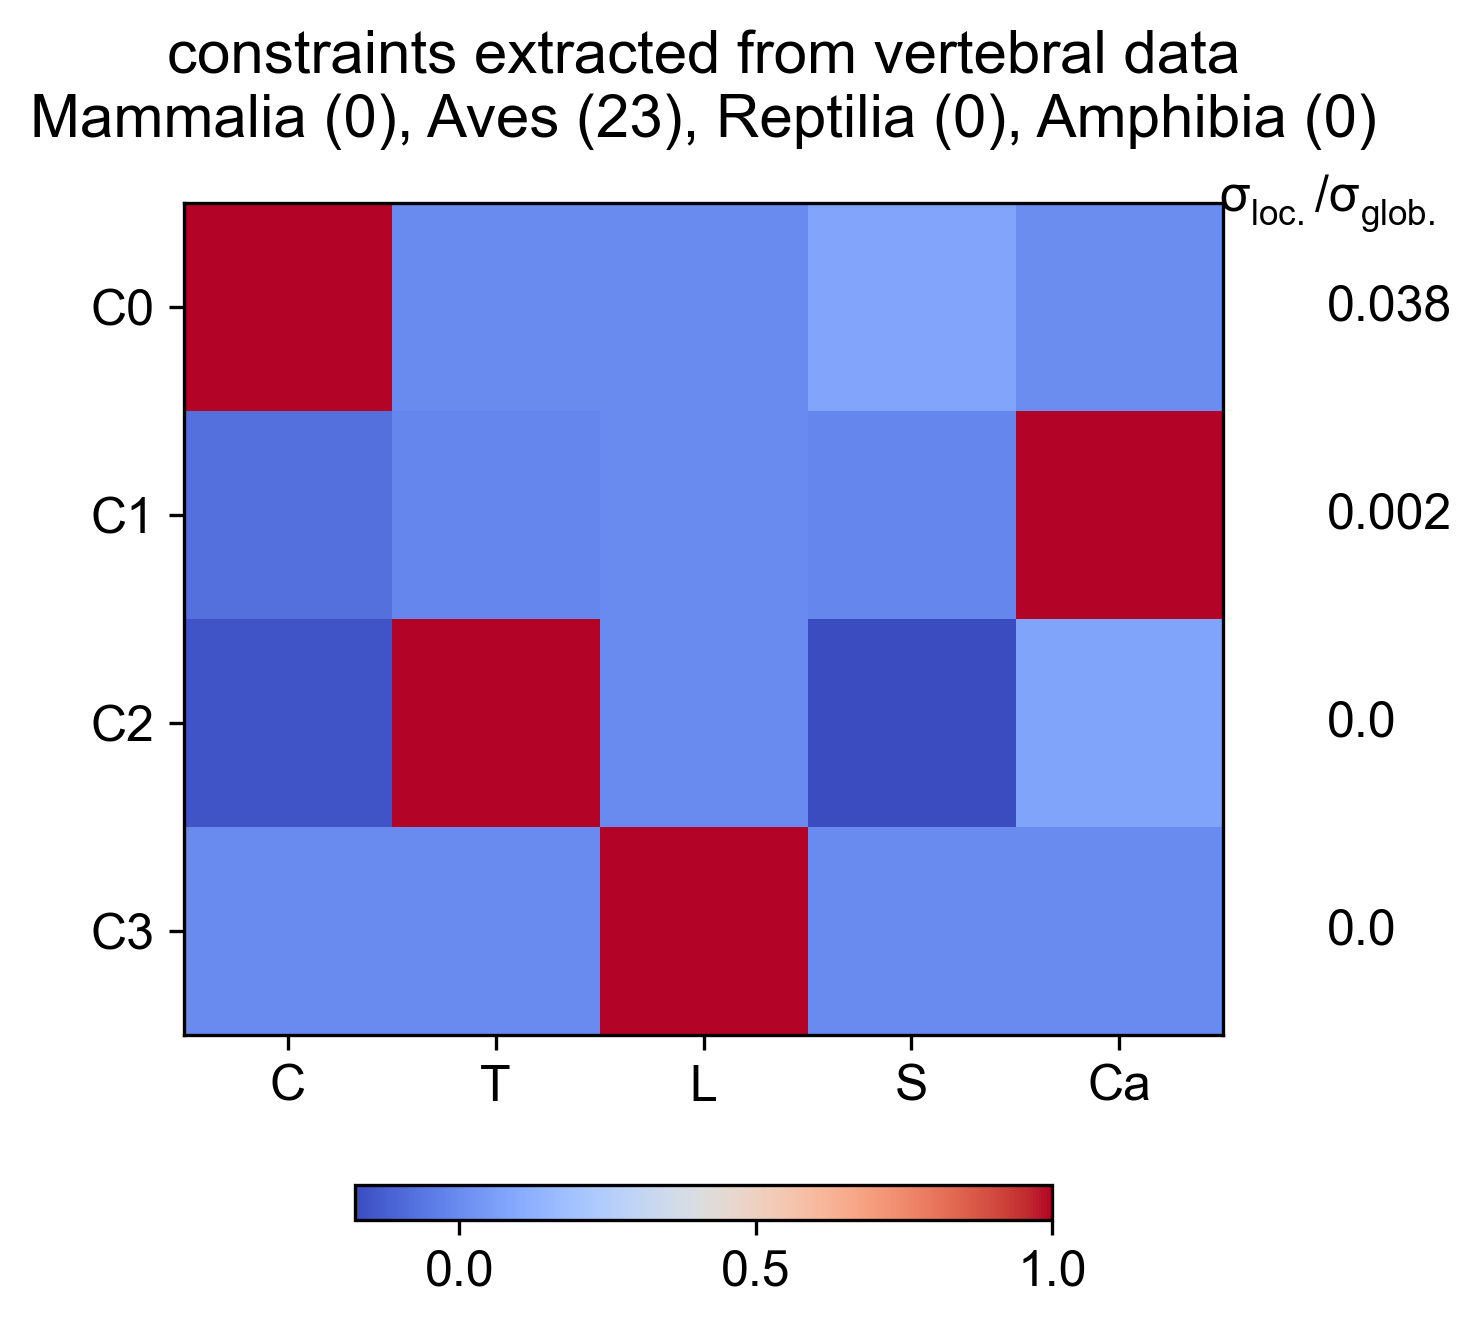 constraints extracted from vertebral data
Mammalia (0), Aves (23), Reptilia (0), Amphibia (0)
σloc. /σglob.
C0 0.038
C1 0.002
C2 0.0
C3 0.0
C T L S Ca
0.0 0.5 1.0